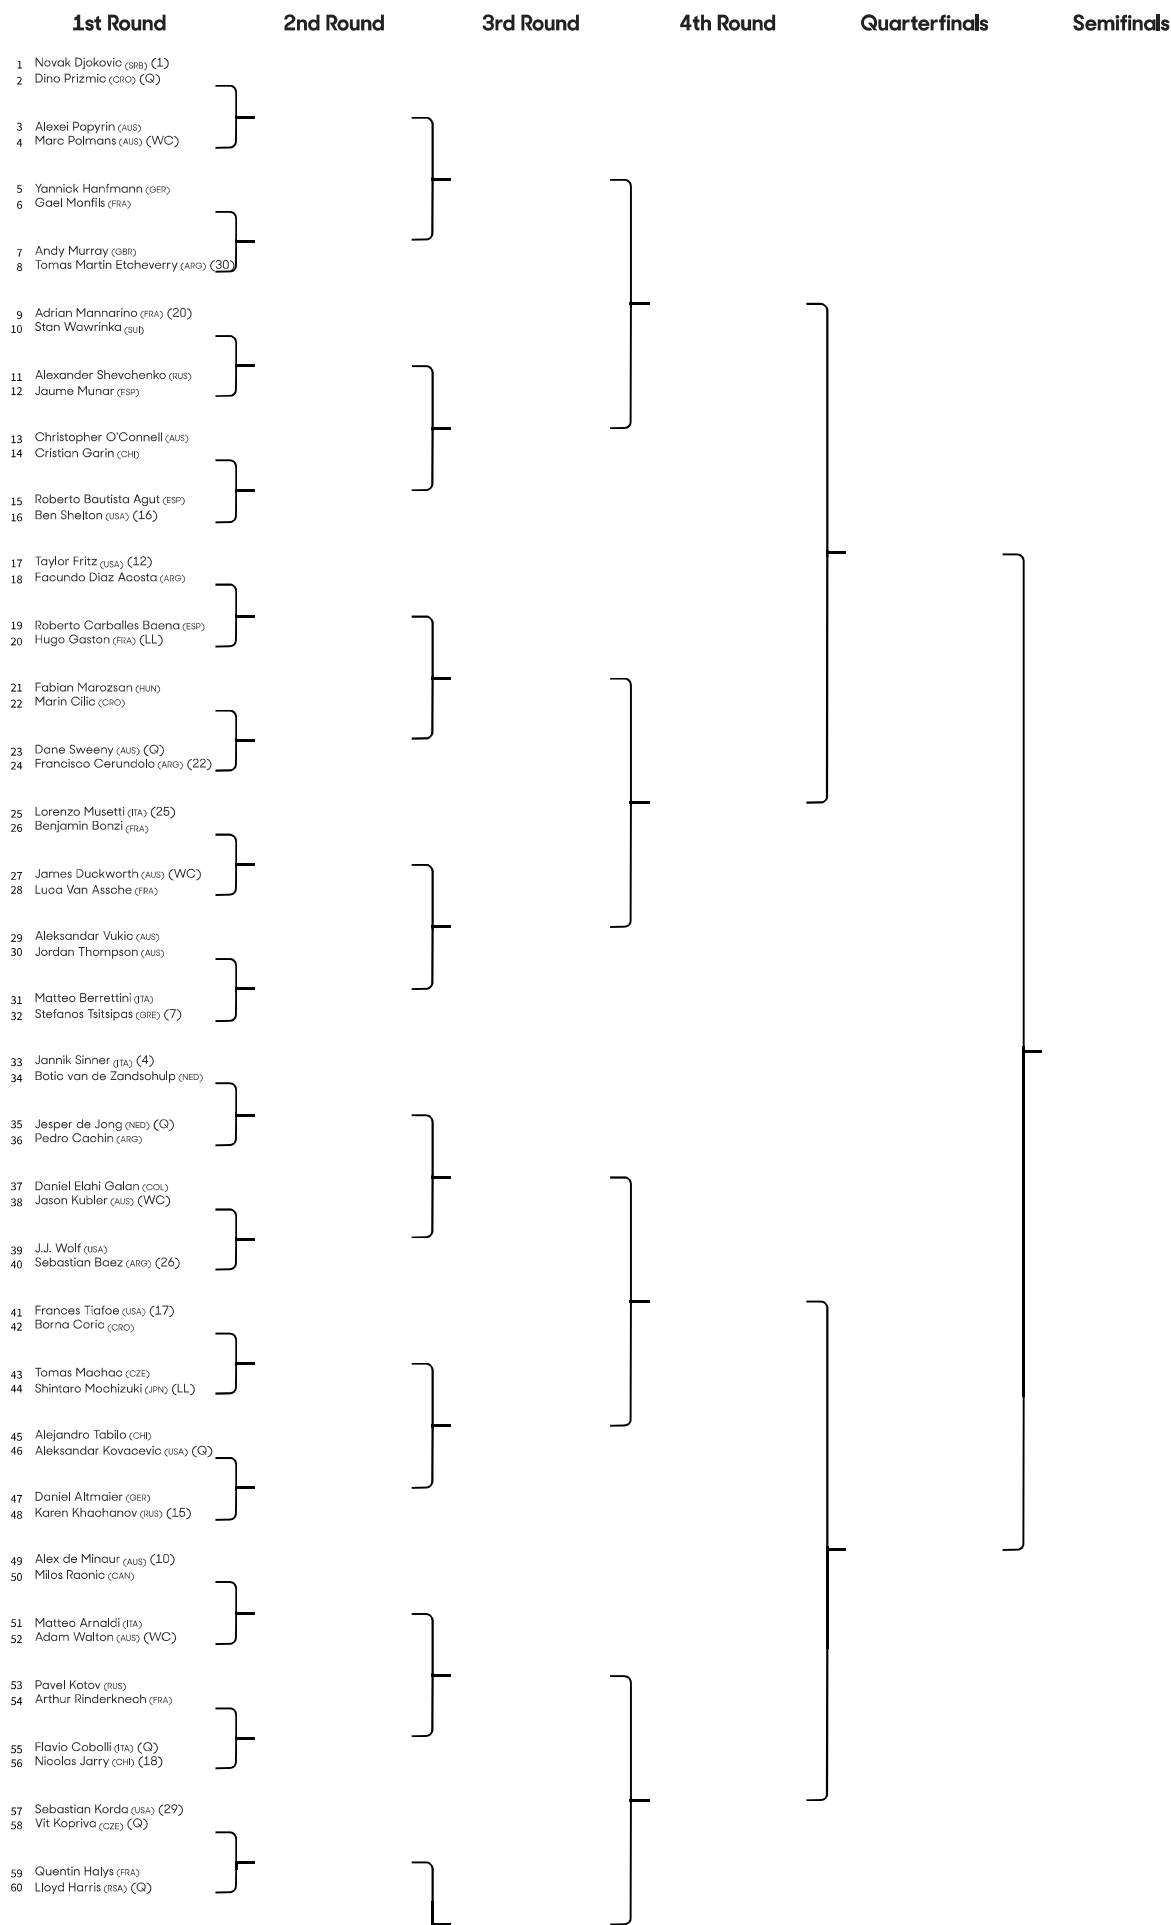 1st Round 2nd Round 3rd Round 4th Round Quarterfinals Semifinals
1 Novak Djokovic (SRB) (1)
2 Dino Prizmic (CRO) (Q)
3 Alexei Popyrin (AUS)
4 Marc Polmans (AUS) (WC)
5 Yannick Hanfmann (GER)
6 Gael Monfils (FRA)
7 Andy Murray (GBR)
8 Tomas Martin Etcheverry (ARG) (30)
9 Adrian Mannarino (FRA) (20)
10 Stan Wawrinka (SUI)
11 Alexander Shevchenko (RUS)
12 Jaume Munar (ESP)
13 Christopher O'Connell (AUS)
14 Cristian Garin (CHI)
15 Roberto Bautista Agut (ESP)
16 Ben Shelton (USA) (16)
17 Taylor Fritz (USA) (12)
18 Facundo Diaz Acosta (ARG)
19 Roberto Carballes Baena (ESP)
20 Hugo Gaston (FRA) (LL)
21 Fabian Marozsan (HUN)
22 Marin Cilic (CRO)
23 Dane Sweeny (AUS) (Q)
24 Francisco Cerundolo (ARG) (22)
25 Lorenzo Musetti (ITA) (25)
26 Benjamin Bonzi (FRA)
27 James Duckworth (AUS) (WC)
28 Luca Van Assche (FRA)
29 Aleksandar Vukic (AUS)
30 Jordan Thompson (AUS)
31 Matteo Berrettini (ITA)
32 Stefanos Tsitsipas (GRE) (7)
33 Jannik Sinner (ITA) (4)
34 Botic van de Zandschulp (NED)
35 Jesper de Jong (NED) (Q)
36 Pedro Cachin (ARG)
37 Daniel Elahi Galan (COL)
38 Jason Kubler (AUS) (WC)
39 J.J. Wolf (USA)
40 Sebastian Baez (ARG) (26)
41 Frances Tiafoe (USA) (17)
42 Borna Coric (CRO)
43 Tomas Machac (CZE)
44 Shintaro Mochizuki (JPN) (LL)
45 Alejandro Tabilo (CHI)
46 Aleksandar Kovacevic (USA) (Q)
47 Daniel Altmaier (GER)
48 Karen Khachanov (RUS) (15)
49 Alex de Minaur (AUS) (10)
50 Milos Raonic (CAN)
51 Matteo Arnaldi (ITA)
52 Adam Walton (AUS) (WC)
53 Pavel Kotov (RUS)
54 Arthur Rinderknech (FRA)
55 Flavio Cobolli (ITA) (Q)
56 Nicolas Jarry (CHI) (18)
57 Sebastian Korda (USA) (29)
58 Vit Kopriva (CZE) (Q)
59 Quentin Halys (FRA)
60 Lloyd Harris (RSA) (Q)